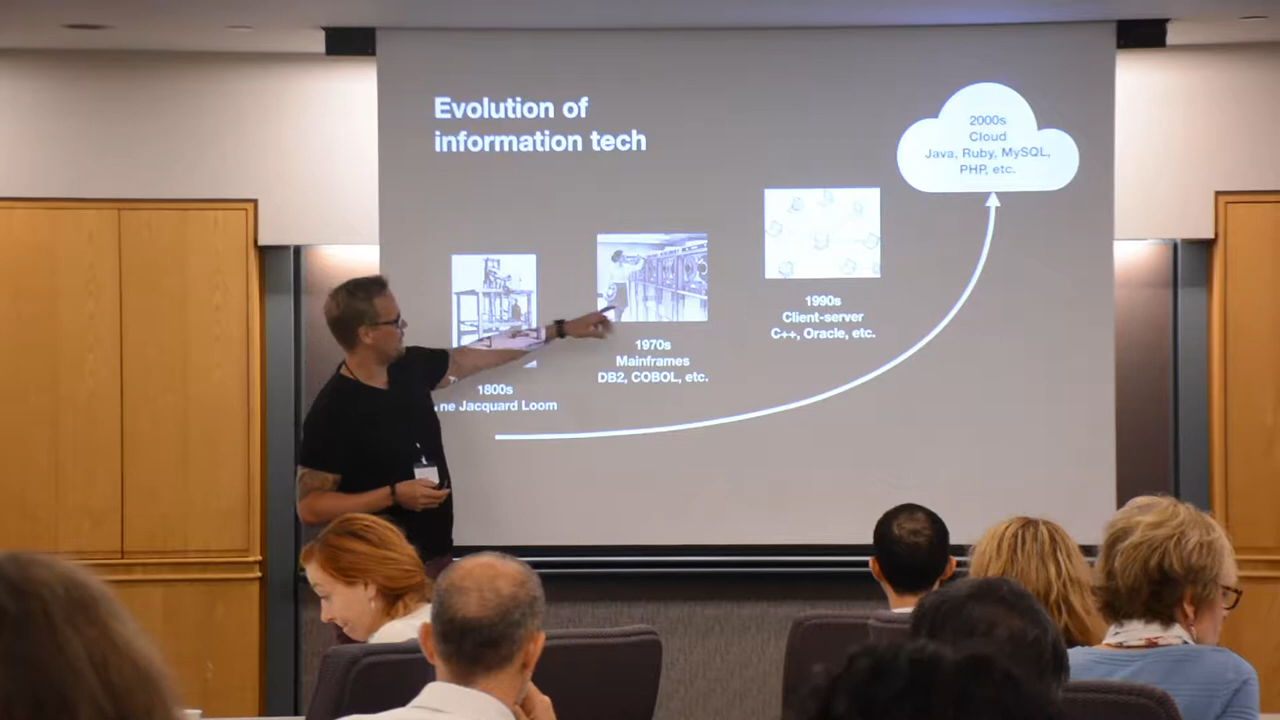 Evolution of
information tech
2000s
Cloud
Java, Ruby, MySQL,
PHP, etc.
1990s
Client-server
C++, Oracle, etc.
1970s
Mainframes
DB2, COBOL, etc.
1800s
Jacquard Loom